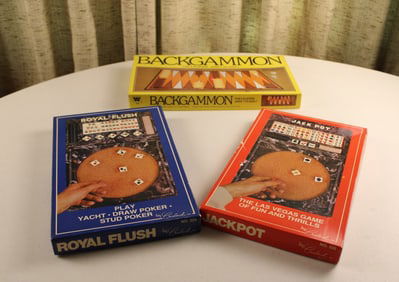 BACKGAMMON
BACKGAMMON
ROYAL FLUSH
PLAY
YACHT • DRAW POKER •
STUD POKER
ROYAL FLUSH
JACK POT
THE LAS VEGAS GAME
OF FUN AND THRILLS
JACKPOT